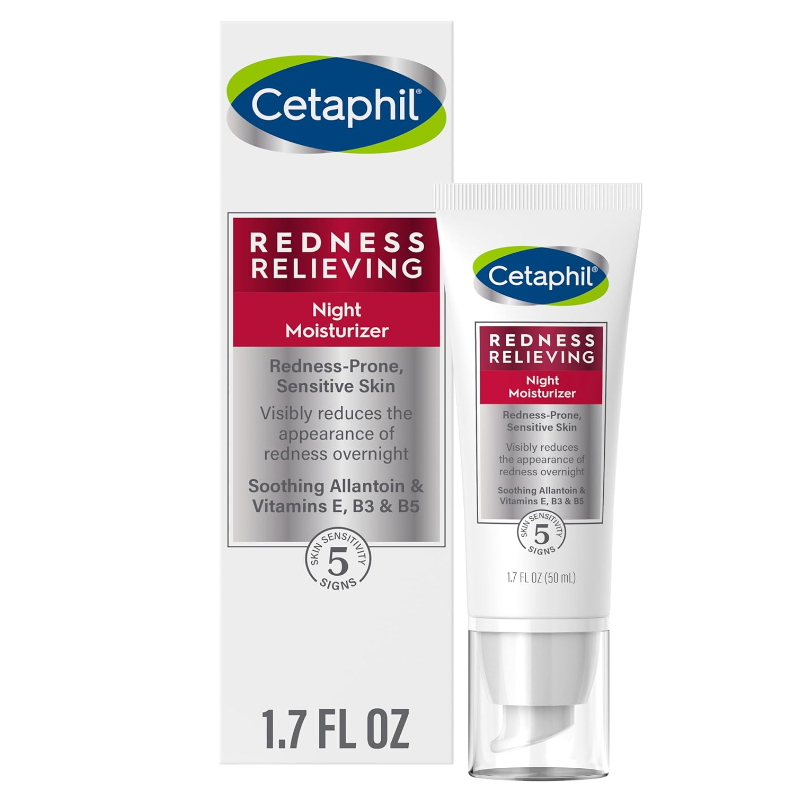 Cetaphil®
REDNESS
RELIEVING
Night
Moisturizer
Redness-Prone,
Sensitive Skin
Visibly reduces the
appearance of
redness overnight
Soothing Allantoin &
Vitamins E, B3 & B5
SKIN SENSITIVITY
5
SIGNS
1.7 FL OZ
Cetaphil®
REDNESS
RELIEVING
Night
Moisturizer
Redness-Prone,
Sensitive Skin
Visibly reduces
the appearance of
redness overnight
Soothing Allantoin &
Vitamins E, B3 & B5
SKIN SENSITIVITY
5
SIGNS
1.7 FL OZ (50 mL)